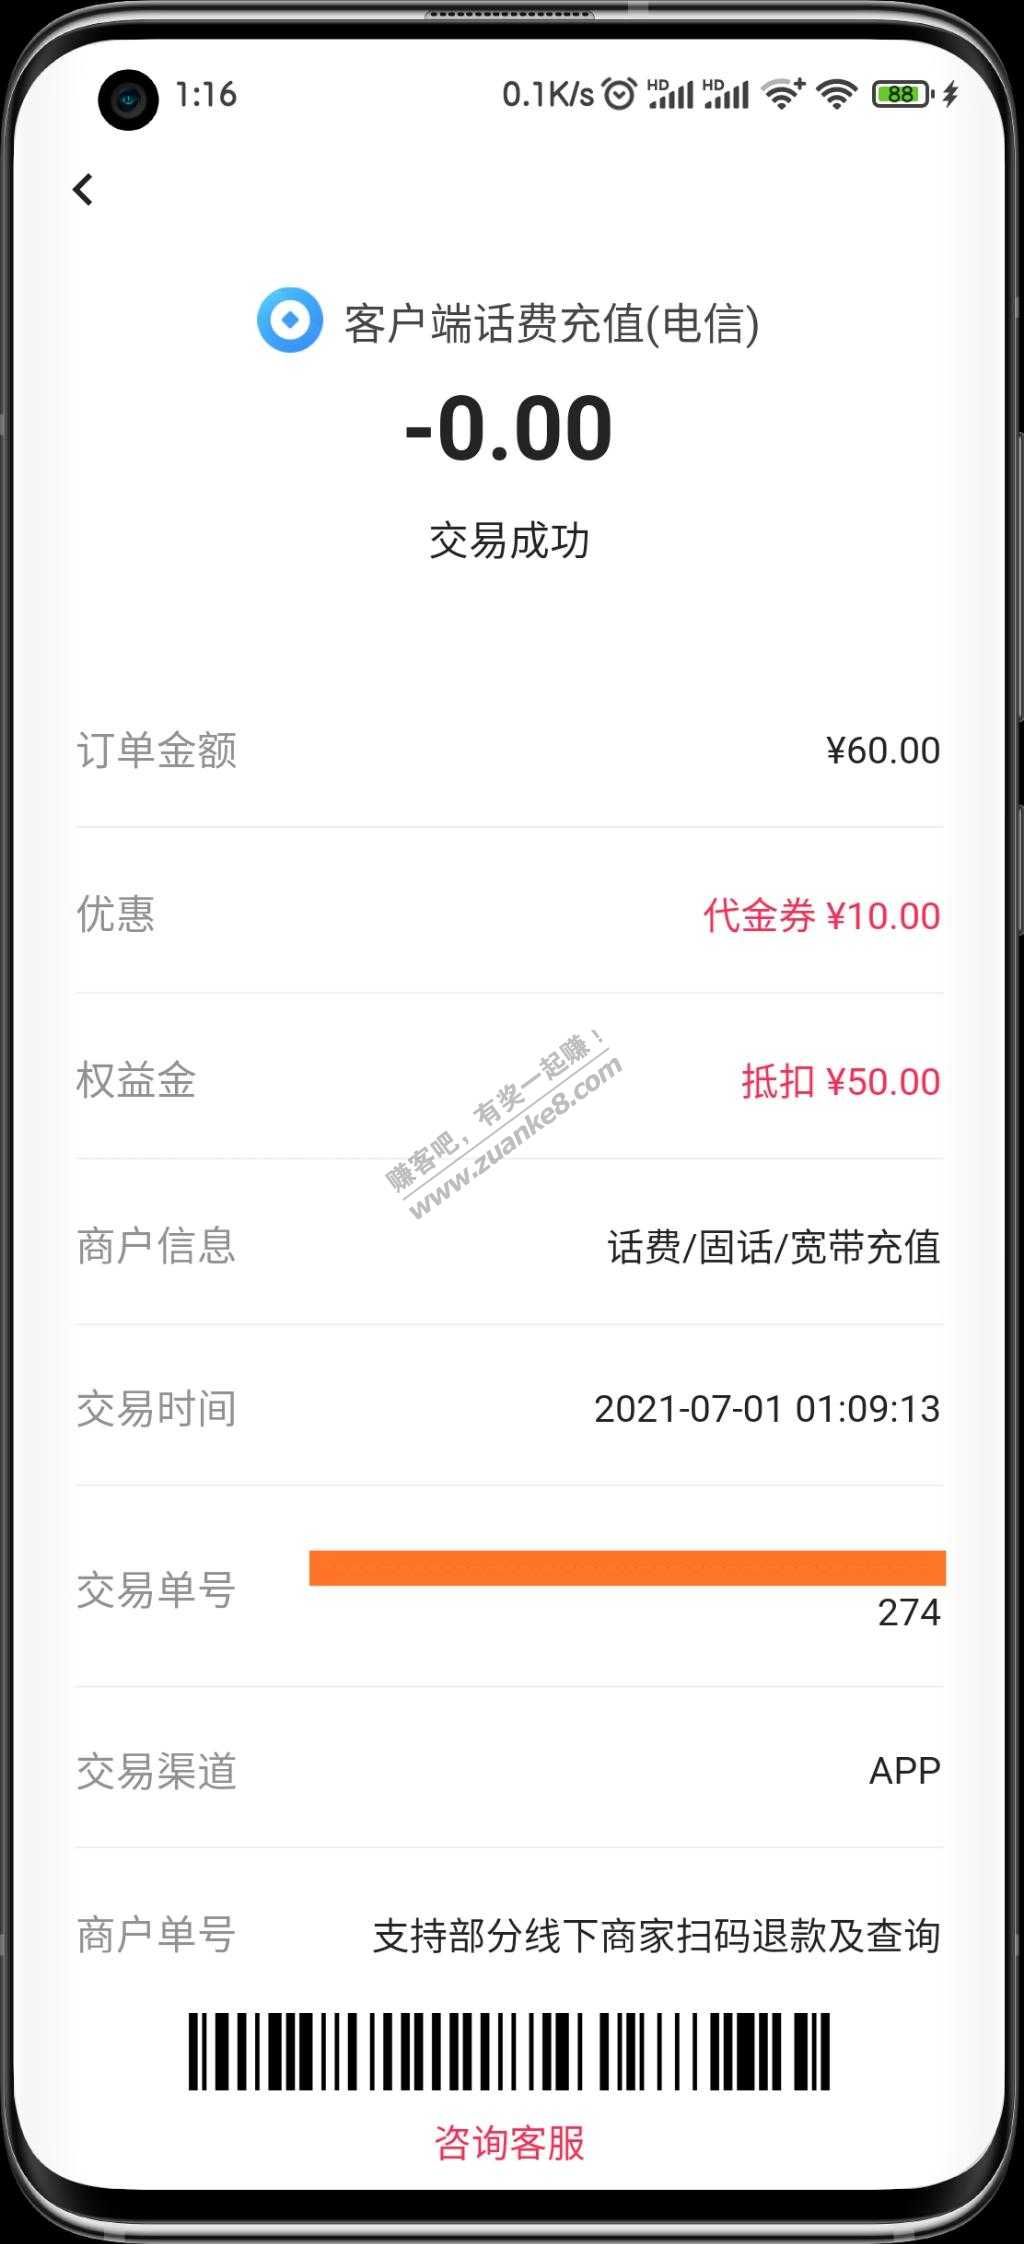 1:16
0.1K/s HD HD 88
客户端话费充值(电信)
-0.00
交易成功
订单金额 ¥60.00
优惠 代金券 ¥10.00
权益金 抵扣 ¥50.00
赚客吧，有奖一起赚！
www.zuanke8.com
商户信息 话费/固话/宽带充值
交易时间 2021-07-01 01:09:13
交易单号 274
交易渠道 APP
商户单号 支持部分线下商家扫码退款及查询
咨询客服